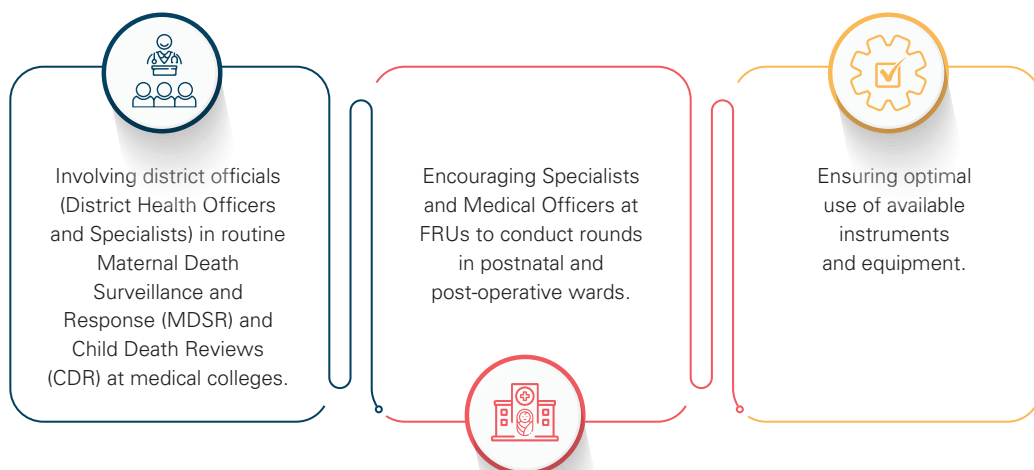 Involving district officials
(District Health Officers
and Specialists) in routine
Maternal Death
Surveillance and
Response (MDSR) and
Child Death Reviews
(CDR) at medical colleges.
Encouraging Specialists
and Medical Officers at
FRUs to conduct rounds
in postnatal and
post-operative wards.
Ensuring optimal
use of available
instruments
and equipment.